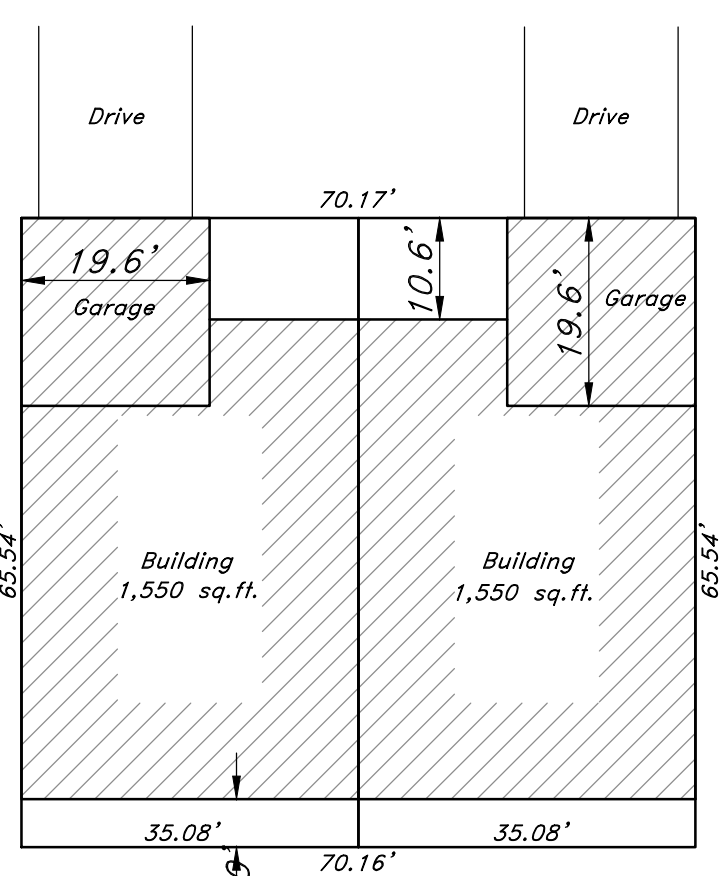 Drive
Drive
70.17'
19.6'
10.6'
19.6'
Garage
Garage
65.54'
65.54'
Building
1,550 sq.ft.
Building
1,550 sq.ft.
35.08'
35.08'
70.16'